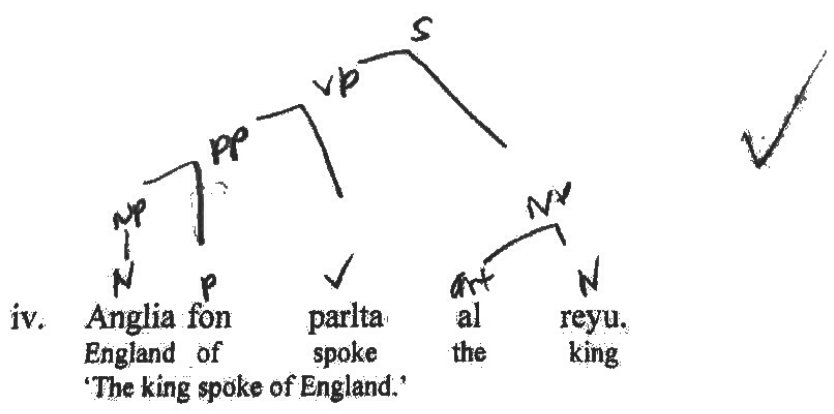 S
VP
PP
NP NP
N P V art N
iv. Anglia fon parlta al reyu.
England of spoke the king
'The king spoke of England.'